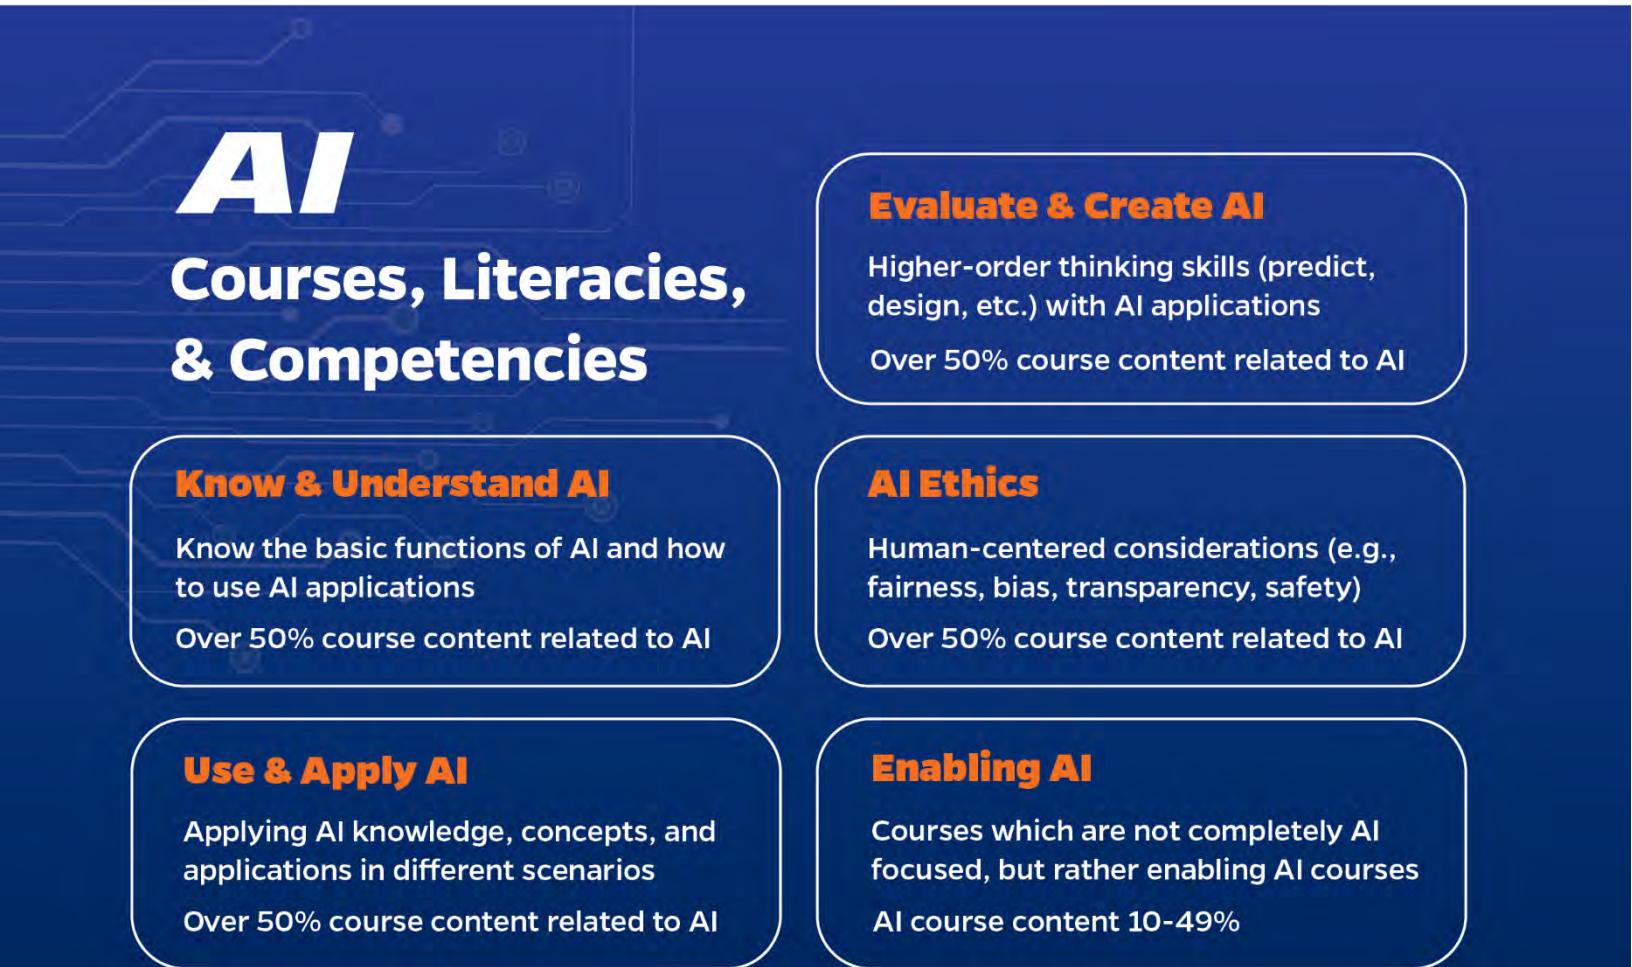 AI
Courses, Literacies,
& Competencies
Evaluate & Create AI
Higher-order thinking skills (predict,
design, etc.) with AI applications
Over 50% course content related to AI
Know & Understand AI
Know the basic functions of AI and how
to use AI applications
Over 50% course content related to AI
AI Ethics
Human-centered considerations (e.g.,
fairness, bias, transparency, safety)
Over 50% course content related to AI
Use & Apply AI
Applying AI knowledge, concepts, and
applications in different scenarios
Over 50% course content related to AI
Enabling AI
Courses which are not completely AI
focused, but rather enabling AI courses
AI course content 10-49%